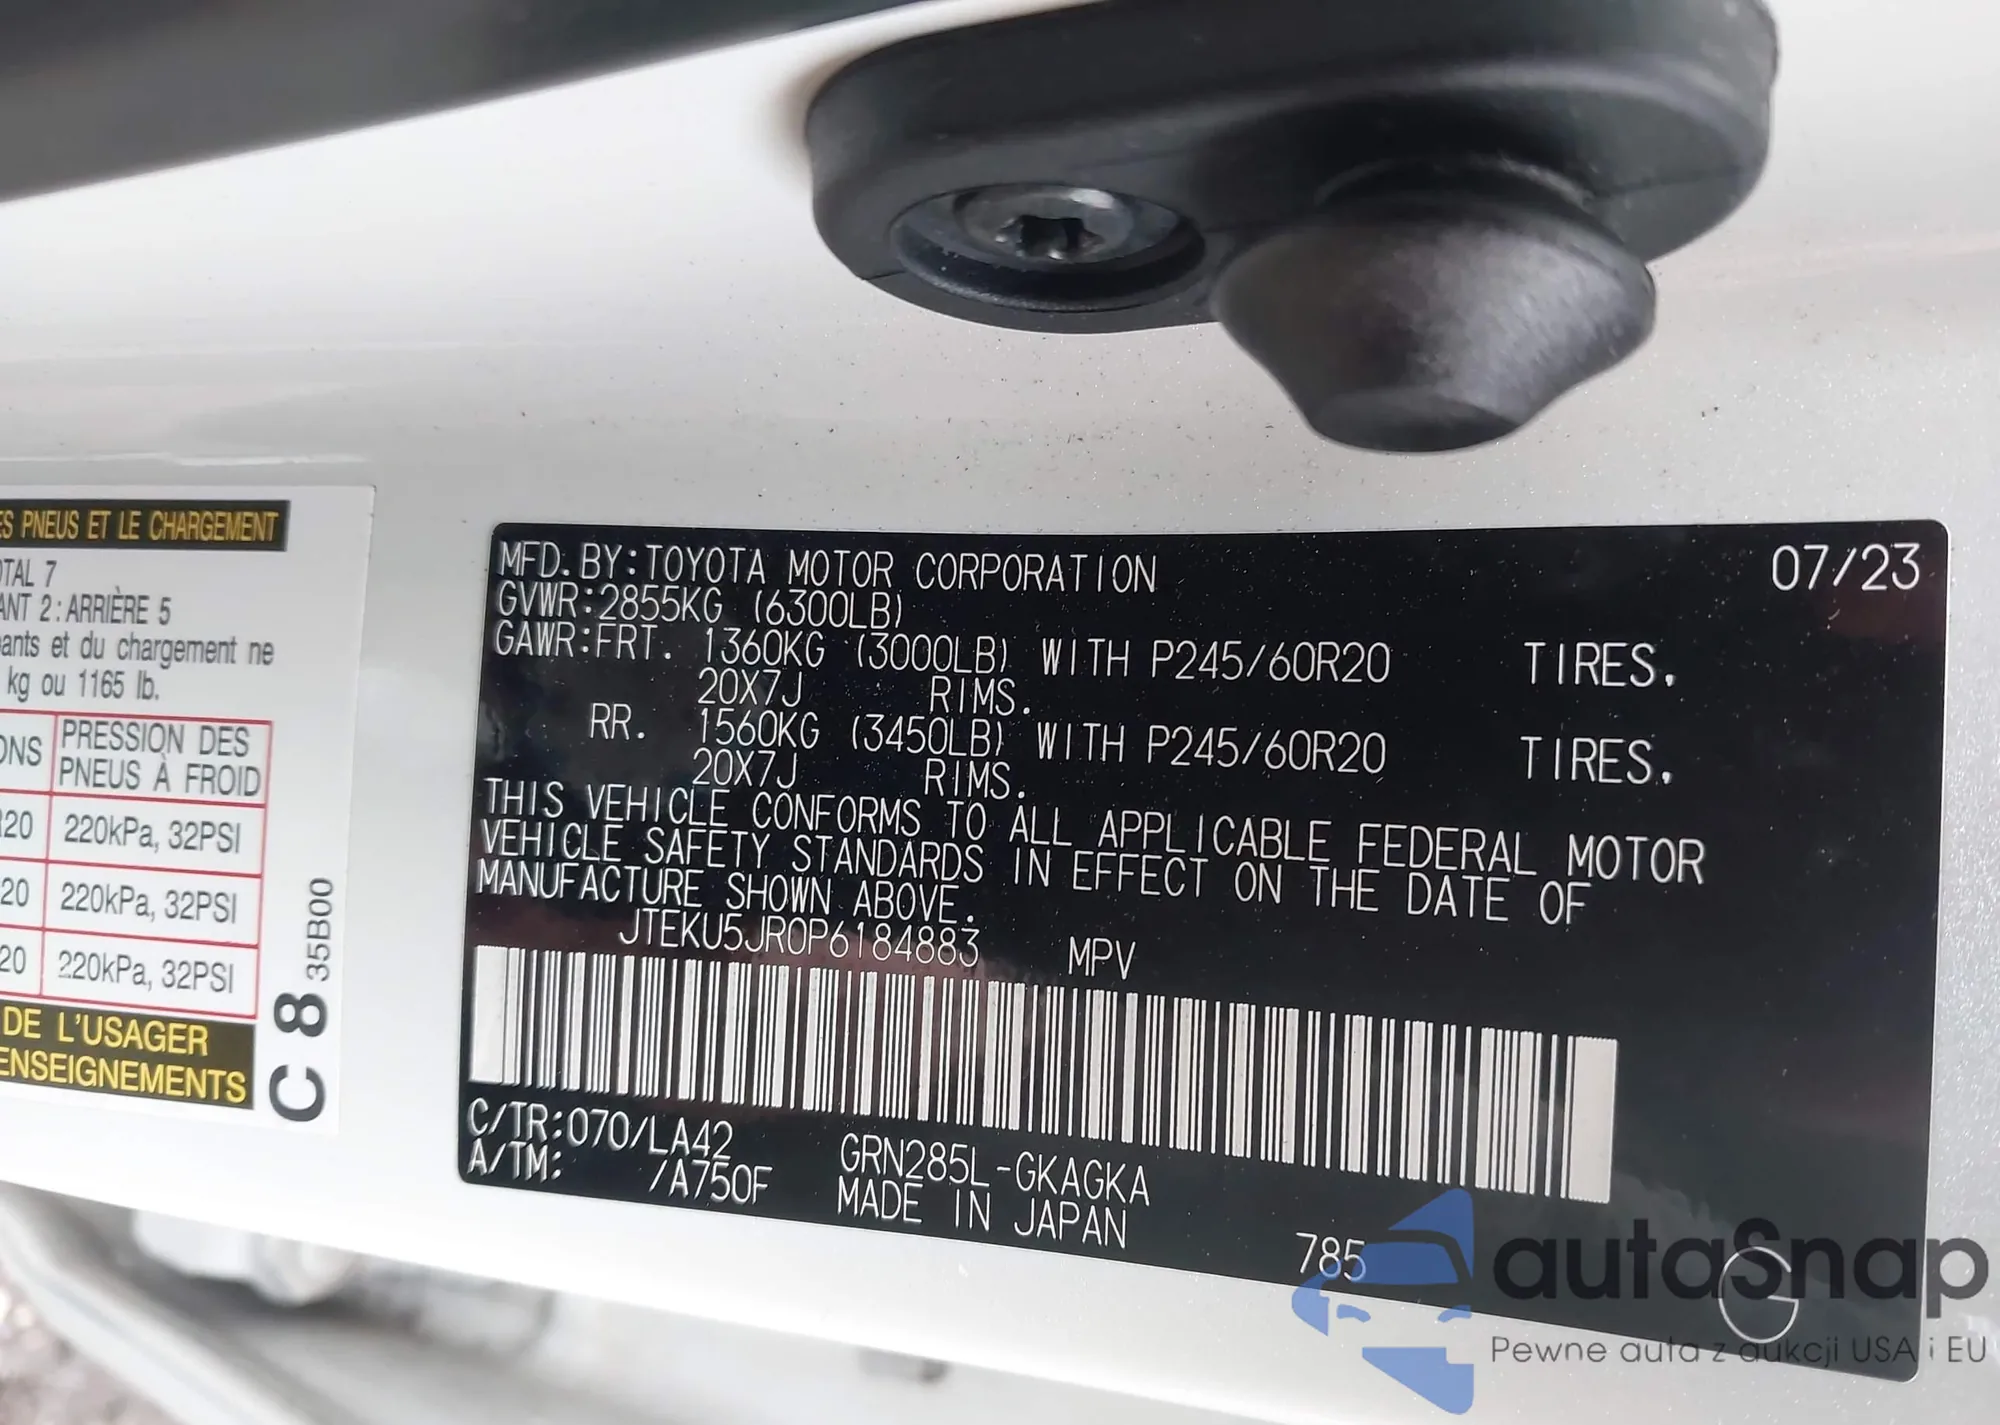 ES PNEUS ET LE CHARGEMENT
OTAL 7
ANT 2 : ARRIÈRE 5
pants et du chargement ne
kg ou 1165 lb.
ONS
PRESSION DES
PNEUS À FROID
R20
220kPa, 32PSI
20
220kPa, 32PSI
20
220kPa, 32PSI
DE L'USAGER
ENSEIGNEMENTS
C 8 35B00
MFD. BY:TOYOTA MOTOR CORPORATION 07/23
GVWR:2855KG (6300LB)
GAWR:FRT. 1360KG (3000LB) WITH P245/60R20 TIRES.
20X7J RIMS.
RR. 1560KG (3450LB) WITH P245/60R20 TIRES.
20X7J RIMS.
THIS VEHICLE CONFORMS TO ALL APPLICABLE FEDERAL MOTOR
VEHICLE SAFETY STANDARDS IN EFFECT ON THE DATE OF
MANUFACTURE SHOWN ABOVE.
JTEKU5JR0P6184883 MPV
C/TR:070/LA42 GRN285L-GKAGKA
A/TM: /A750F MADE IN JAPAN
785
G
autoSnap
Pewne auta z aukcji USA i EU